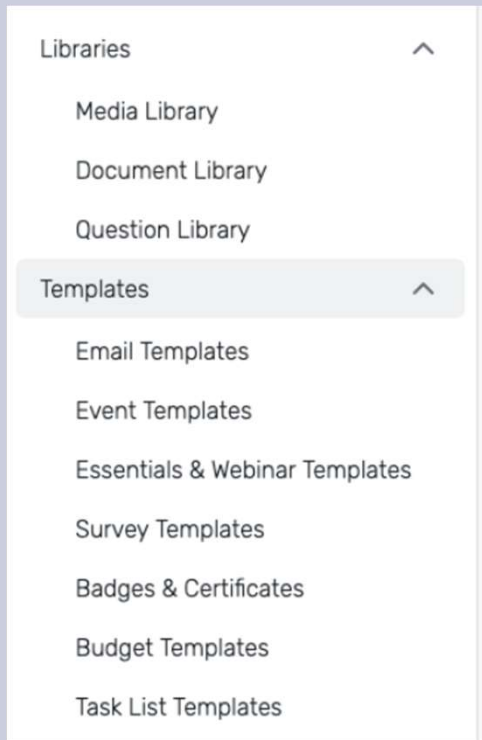 Libraries
Media Library
Document Library
Question Library
Templates
Email Templates
Event Templates
Essentials & Webinar Templates
Survey Templates
Badges & Certificates
Budget Templates
Task List Templates